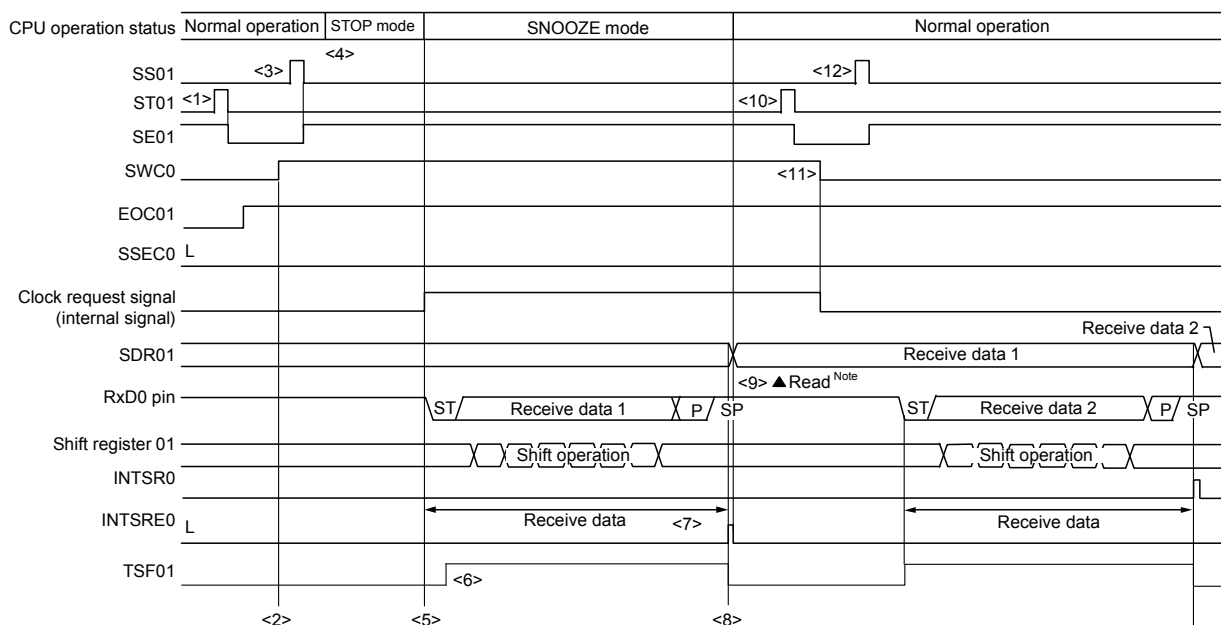 CPU operation status Normal operation STOP mode SNOOZE mode Normal operation
<4>
SS01 <3> <12>
ST01 <1> <10>
SE01
SWC0 <11>
EOC01
SSEC0 L
Clock request signal
(internal signal)
Receive data 2
SDR01 Receive data 1
<9> ▲ Read Note
RxD0 pin ST Receive data 1 P SP ST Receive data 2 P SP
Shift register 01 Shift operation Shift operation
INTSR0
INTSRE0 L Receive data <7> Receive data
TSF01 <6>
<2> <5> <8>